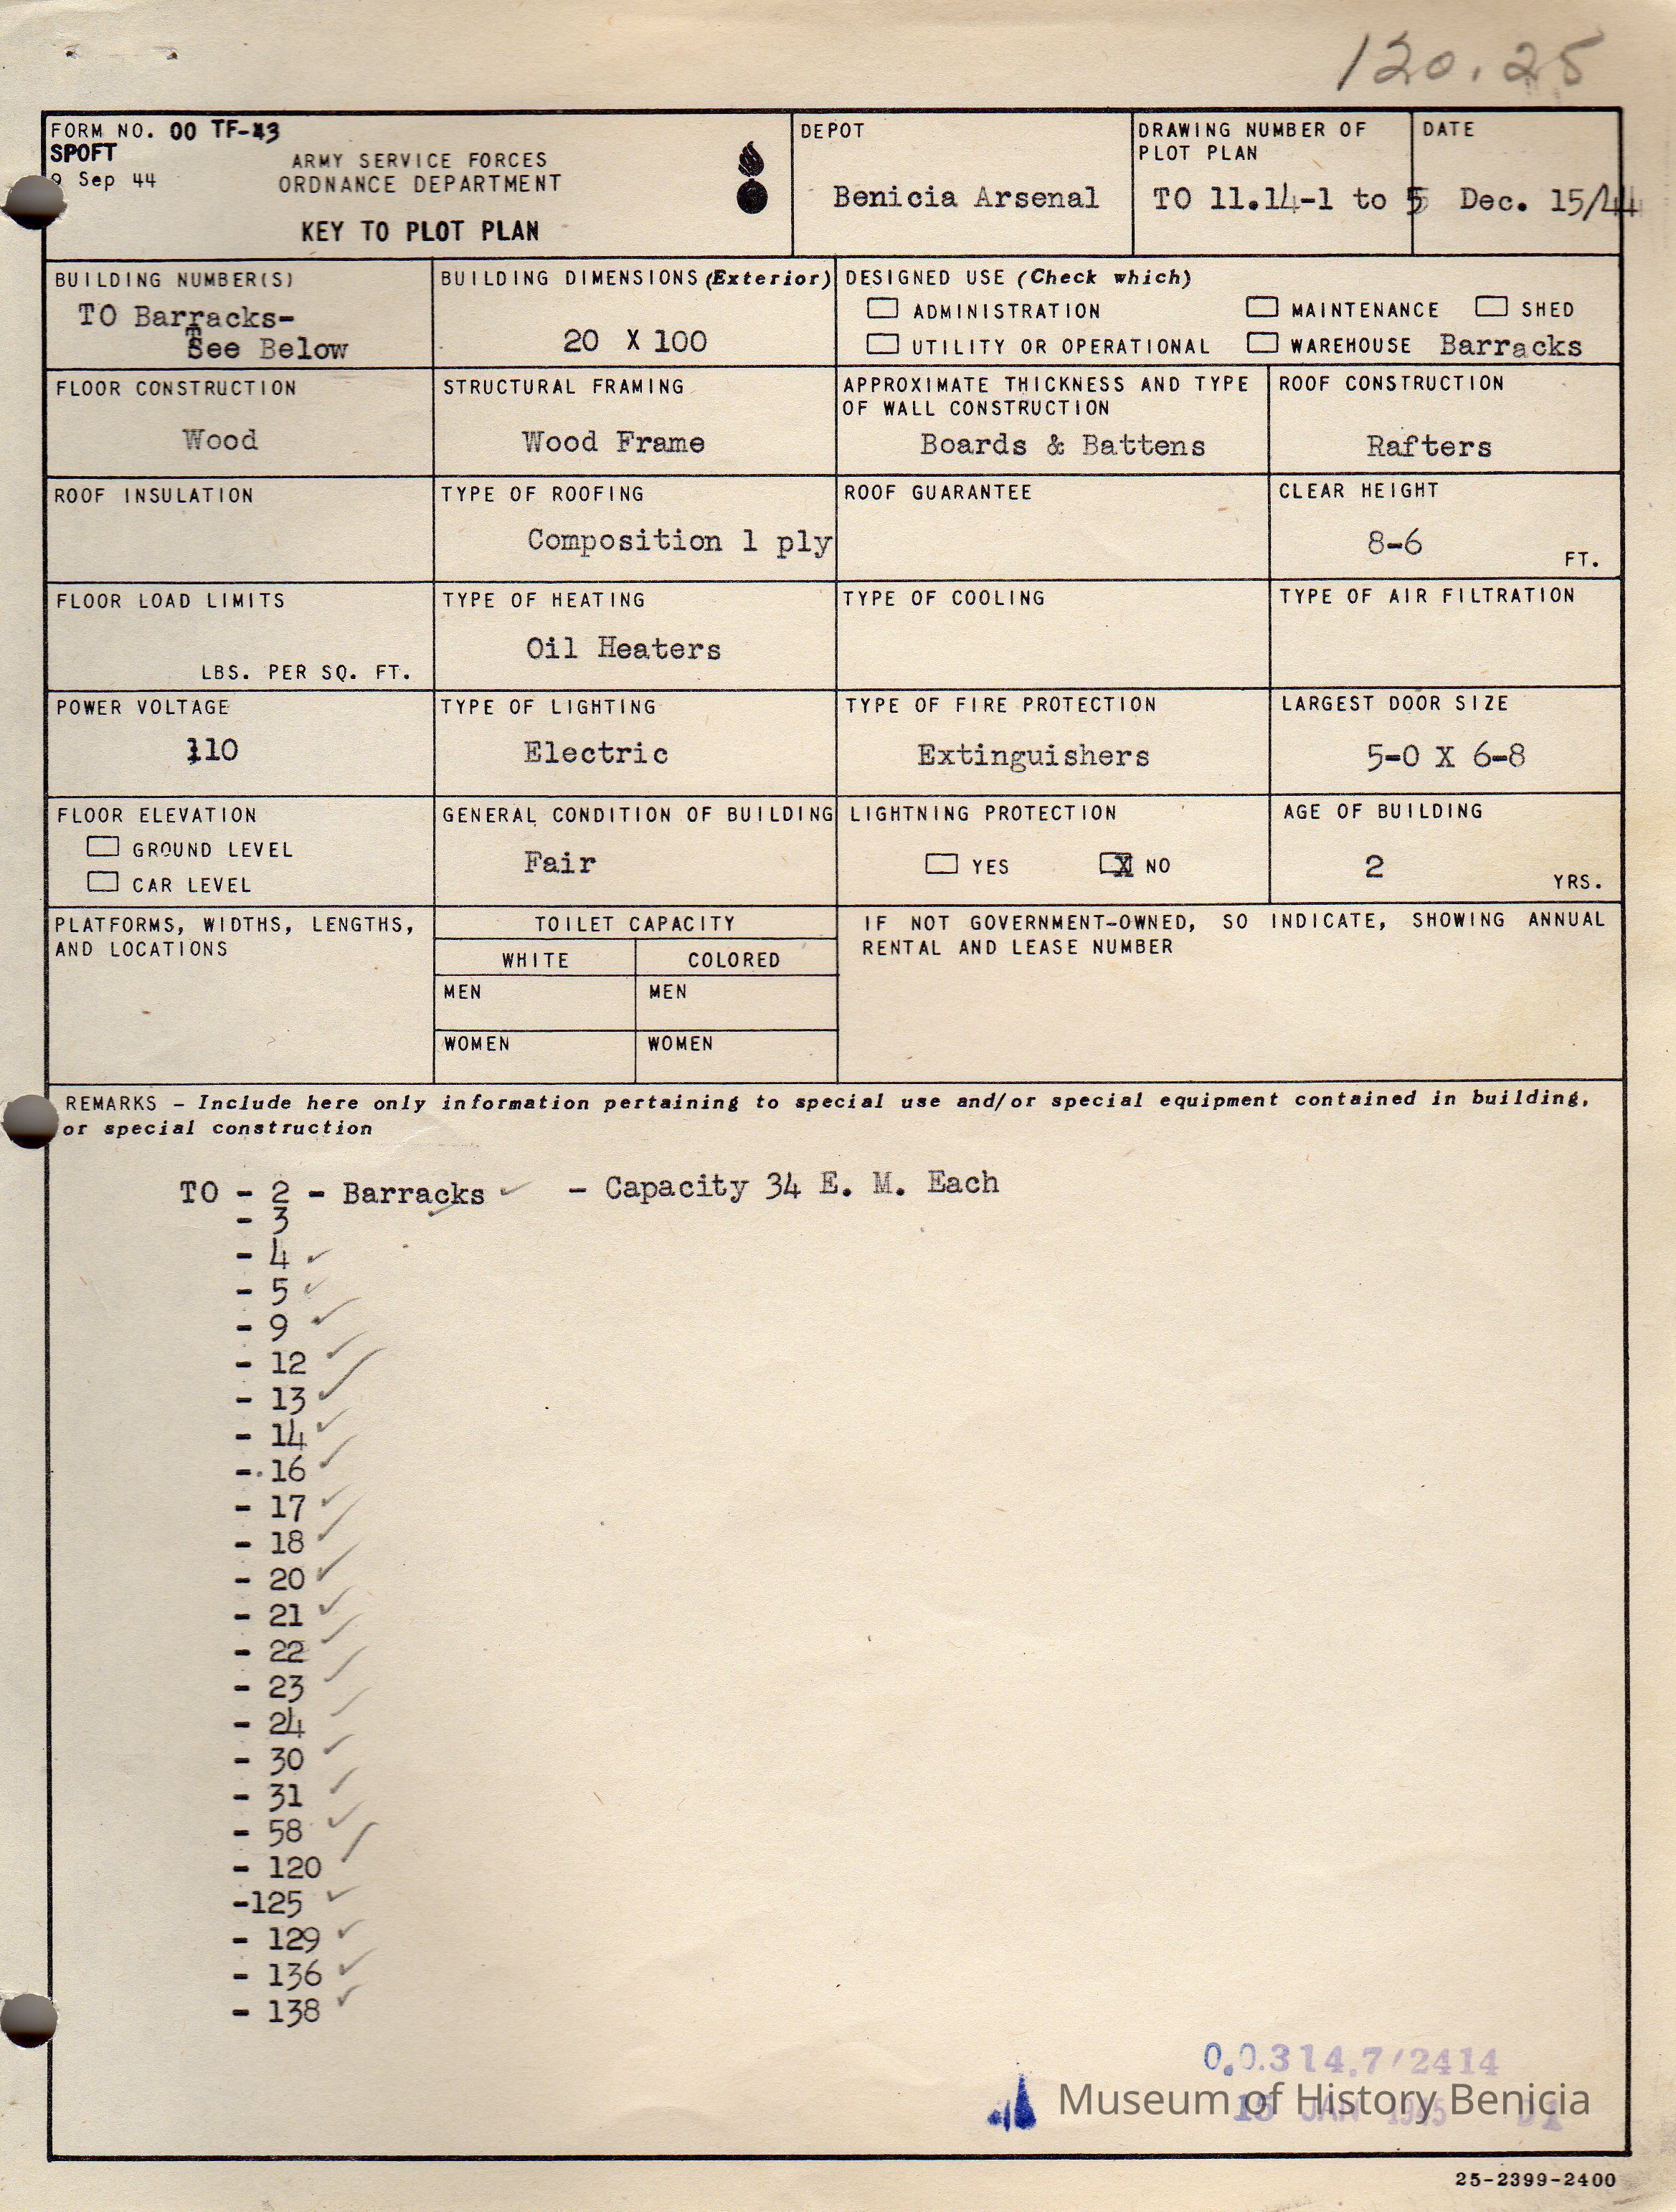 120.25
FORM NO. 00 TF-43
SPOFT
9 Sep 44
ARMY SERVICE FORCES
ORDNANCE DEPARTMENT
KEY TO PLOT PLAN
DEPOT
Benicia Arsenal
DRAWING NUMBER OF
PLOT PLAN
TO 11.14-1 to 5
DATE
Dec. 15/44
BUILDING NUMBER(S)
TO Barracks-
See Below
BUILDING DIMENSIONS (Exterior)
20 X 100
DESIGNED USE (Check which)
ADMINISTRATION
MAINTENANCE
SHED
UTILITY OR OPERATIONAL
WAREHOUSE
Barracks
FLOOR CONSTRUCTION
Wood
STRUCTURAL FRAMING
Wood Frame
APPROXIMATE THICKNESS AND TYPE
OF WALL CONSTRUCTION
Boards & Battens
ROOF CONSTRUCTION
Rafters
ROOF INSULATION
TYPE OF ROOFING
Composition 1 ply
ROOF GUARANTEE
CLEAR HEIGHT
8-6
FT.
FLOOR LOAD LIMITS
LBS. PER SQ. FT.
TYPE OF HEATING
Oil Heaters
TYPE OF COOLING
TYPE OF AIR FILTRATION
POWER VOLTAGE
110
TYPE OF LIGHTING
Electric
TYPE OF FIRE PROTECTION
Extinguishers
LARGEST DOOR SIZE
5-0 X 6-8
FLOOR ELEVATION
GROUND LEVEL
CAR LEVEL
GENERAL CONDITION OF BUILDING
Fair
LIGHTNING PROTECTION
YES
X NO
AGE OF BUILDING
2
YRS.
PLATFORMS, WIDTHS, LENGTHS,
AND LOCATIONS
TOILET CAPACITY
WHITE
COLORED
MEN
MEN
WOMEN
WOMEN
IF NOT GOVERNMENT-OWNED, SO INDICATE, SHOWING ANNUAL
RENTAL AND LEASE NUMBER
REMARKS - Include here only information pertaining to special use and/or special equipment contained in building,
or special construction
TO - 2 - Barracks ✓ - Capacity 34 E. M. Each
- 3 ✓
- 4 ✓
- 5 ✓
- 9 ✓
- 12 ✓
- 13 ✓
- 14 ✓
-.16 ✓
- 17 ✓
- 18 ✓
- 20 ✓
- 21 ✓
- 22 ✓
- 23 ✓
- 24 ✓
- 30 ✓
- 31 ✓
- 58 ✓
- 120 ✓
-125 ✓
- 129 ✓
- 136 ✓
- 138 ✓
0.0.314.7/2414
Museum of History Benicia
15 JAN 1945
25-2399-2400